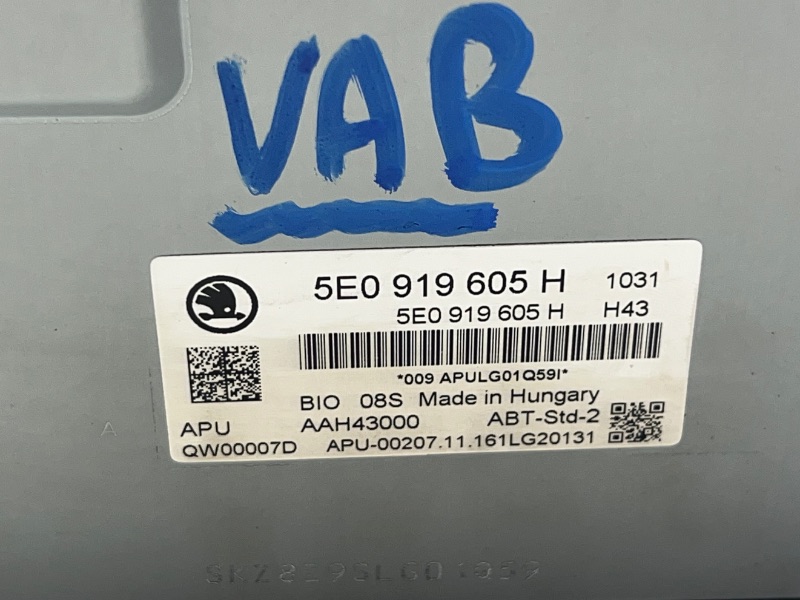 VAB
5E0 919 605 H 1031
5E0 919 605 H H43
*009 APULG01Q59I*
BIO 08S Made in Hungary
APU AAH43000 ABT-Std-2
QW00007D APU-00207.11.161LG20131
A